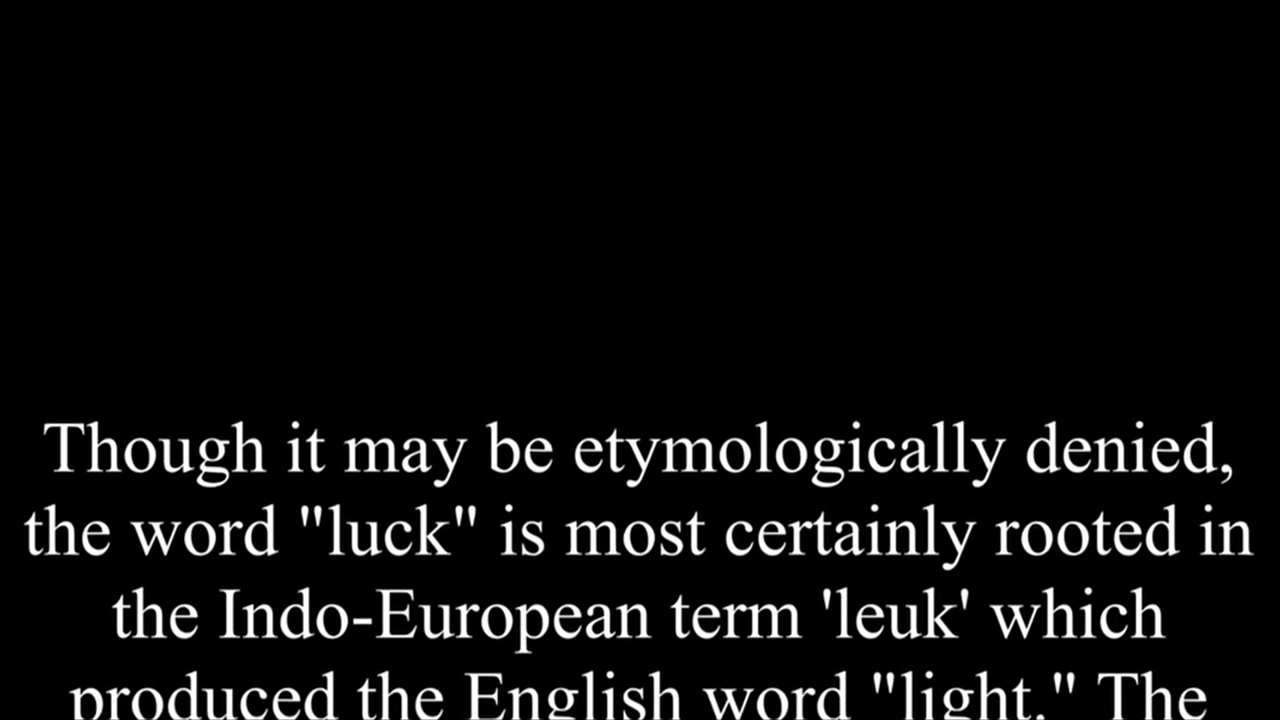 Though it may be etymologically denied,
the word "luck" is most certainly rooted in
the Indo-European term 'leuk' which
produced the English word "light." The